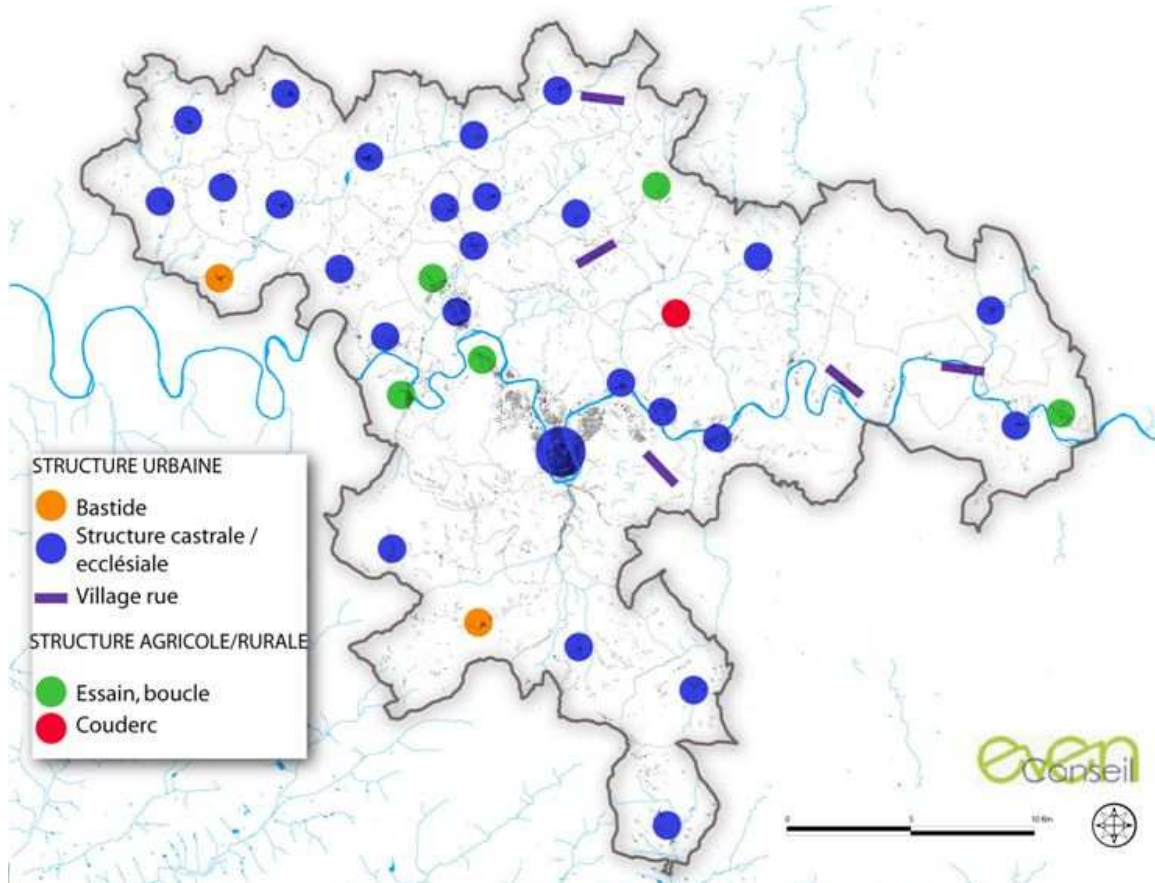 STRUCTURE URBAINE
Bastide
Structure castrale /
ecclésiale
Village rue
STRUCTURE AGRICOLE/RURALE
Essain, boucle
Couderc
even
Conseil
0 5 10 Km